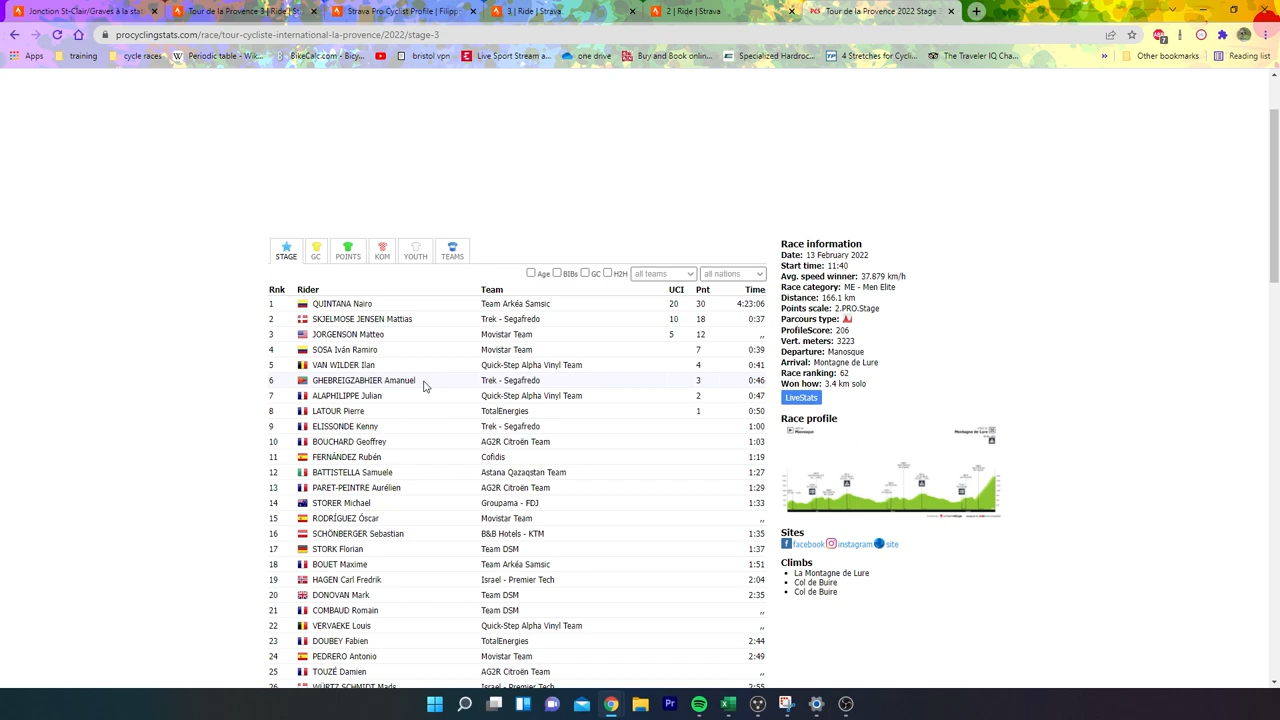 Jonction St-Clair/Graves à la stat
Tour de la Provence 3 | Ride | St
Strava Pro Cyclist Profile | Filippo
3 | Ride | Strava
2 | Ride | Strava
PCS Tour de la Provence 2022 Stage
procyclingstats.com/race/tour-cycliste-international-la-provence/2022/stage-3
Apps training cycle races Periodic table - Wik... BikeCalc.com - Bicy... bristol vpn Live Sport Stream a... one drive Buy and Book onlin... Specialized Hardroc... 4 Stretches for Cycli... The Traveler IQ Cha... » Other bookmarks Reading list
STAGE GC POINTS KOM YOUTH TEAMS
Age BIBs GC H2H all teams all nations
Rnk Rider Team UCI Pnt Time
1 QUINTANA Nairo Team Arkéa Samsic 20 30 4:23:06
2 SKJELMOSE JENSEN Mattias Trek - Segafredo 10 18 0:37
3 JORGENSON Matteo Movistar Team 5 12 ,,
4 SOSA Iván Ramiro Movistar Team 7 0:39
5 VAN WILDER Ilan Quick-Step Alpha Vinyl Team 4 0:41
6 GHEBREIGZABHIER Amanuel Trek - Segafredo 3 0:46
7 ALAPHILIPPE Julian Quick-Step Alpha Vinyl Team 2 0:47
8 LATOUR Pierre TotalEnergies 1 0:50
9 ELISSONDE Kenny Trek - Segafredo 1:00
10 BOUCHARD Geoffrey AG2R Citroën Team 1:03
11 FERNÁNDEZ Rubén Cofidis 1:19
12 BATTISTELLA Samuele Astana Qazaqstan Team 1:27
13 PARET-PEINTRE Aurélien AG2R Citroën Team 1:29
14 STORER Michael Groupama - FDJ 1:33
15 RODRÍGUEZ Óscar Movistar Team ,,
16 SCHÖNBERGER Sebastian B&B Hotels - KTM 1:35
17 STORK Florian Team DSM 1:37
18 BOUET Maxime Team Arkéa Samsic 1:51
19 HAGEN Carl Fredrik Israel - Premier Tech 2:04
20 DONOVAN Mark Team DSM 2:35
21 COMBAUD Romain Team DSM ,,
22 VERVAEKE Louis Quick-Step Alpha Vinyl Team ,,
23 DOUBEY Fabien TotalEnergies 2:44
24 PEDRERO Antonio Movistar Team 2:49
25 TOUZÉ Damien AG2R Citroën Team ,,
26 WÜRTZ SCHMIDT Mads Israel - Premier Tech 2:55
Race information
Date: 13 February 2022
Start time: 11:40
Avg. speed winner: 37.879 km/h
Race category: ME - Men Elite
Distance: 166.1 km
Points scale: 2.PRO.Stage
Parcours type:
ProfileScore: 206
Vert. meters: 3223
Departure: Manosque
Arrival: Montagne de Lure
Race ranking: 62
Won how: 3.4 km solo
LiveStats
Race profile
Manosque
Montagne de Lure
Sites
facebook instagram site
Climbs
• La Montagne de Lure
• Col de Buire
• Col de Buire